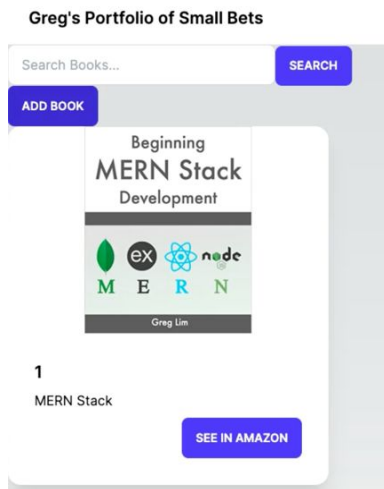 Greg's Portfolio of Small Bets
Search Books...
SEARCH
ADD BOOK
Beginning
MERN Stack
Development
ex
node
M E R N
Greg Lim
1
MERN Stack
SEE IN AMAZON